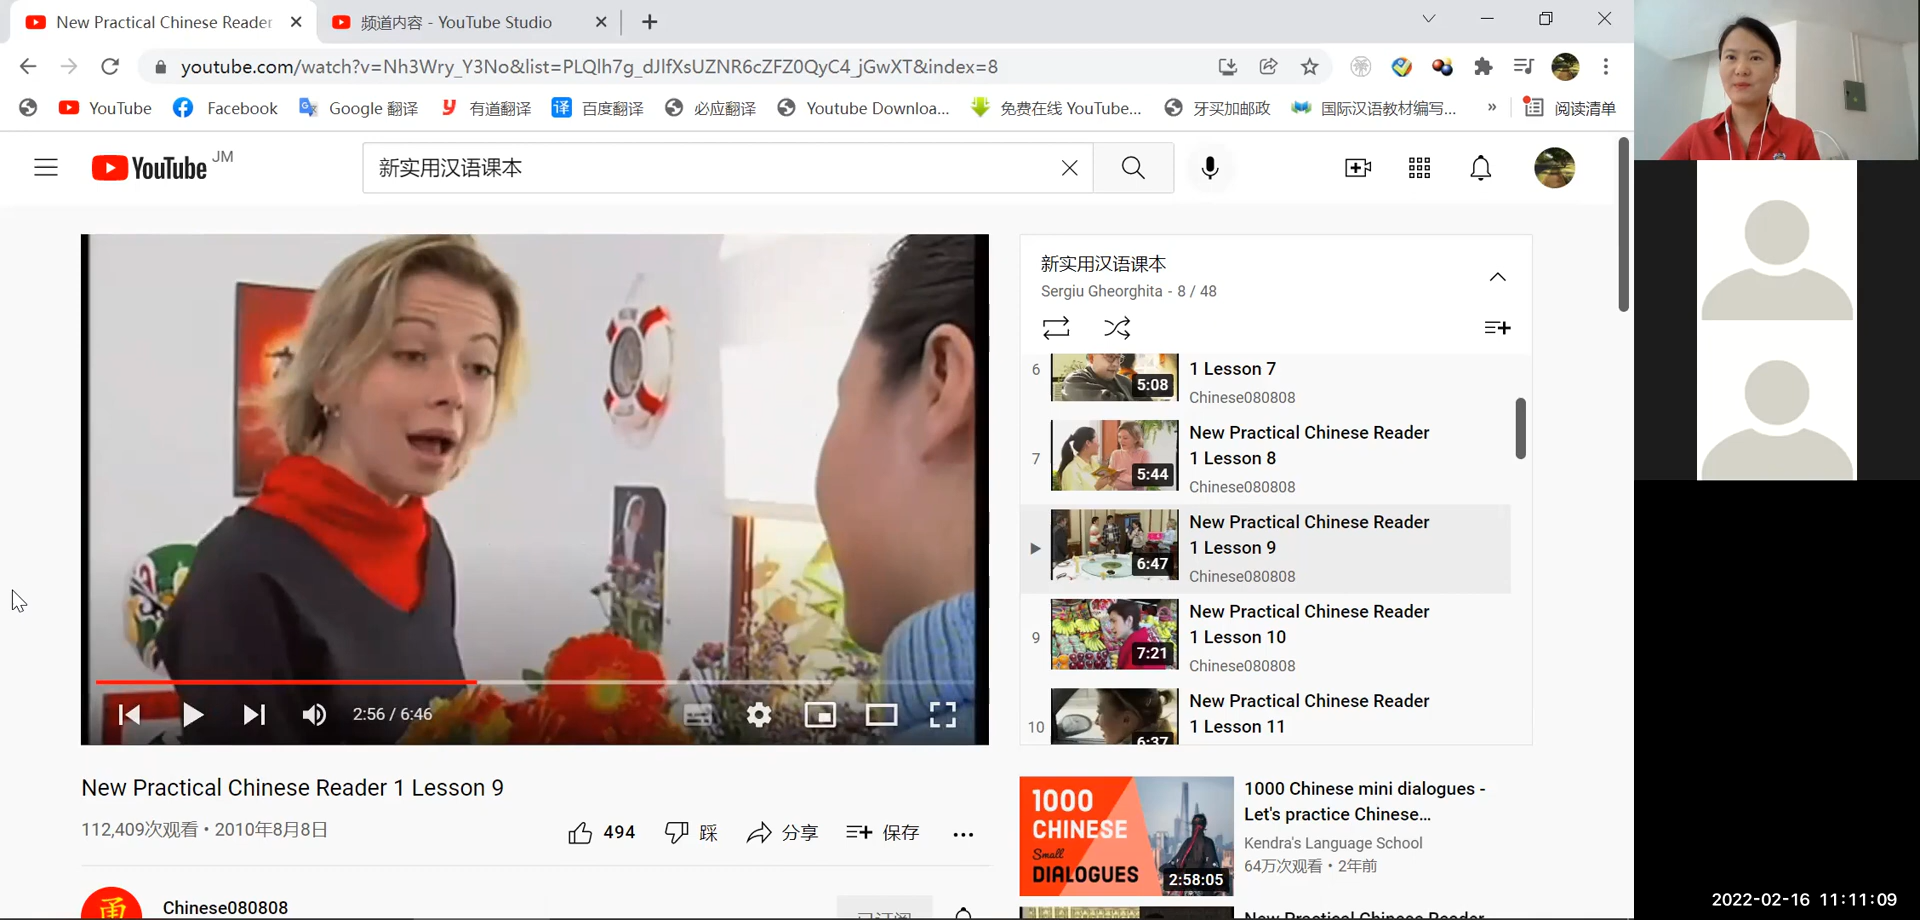 New Practical Chinese Reader
频道内容 - YouTube Studio
youtube.com/watch?v=Nh3Wry_Y3No&list=PLQlh7g_dJlfXsUZNR6cZFZ0QyC4_jGwXT&index=8
YouTube
Facebook
Google 翻译
有道翻译
百度翻译
必应翻译
Youtube Downloa...
免费在线 YouTube...
牙买加邮政
国际汉语教材编写...
»
阅读清单
YouTube JM
新实用汉语课本
新实用汉语课本
Sergiu Gheorghita - 8 / 48
6
5:08
1 Lesson 7
Chinese080808
7
5:44
New Practical Chinese Reader
1 Lesson 8
Chinese080808
6:47
New Practical Chinese Reader
1 Lesson 9
Chinese080808
9
7:21
New Practical Chinese Reader
1 Lesson 10
Chinese080808
10
6:37
New Practical Chinese Reader
1 Lesson 11
2:56 / 6:46
New Practical Chinese Reader 1 Lesson 9
112,409次观看 • 2010年8月8日
494
踩
分享
保存
Chinese080808
已订阅
1000
CHINESE
Small
DIALOGUES
2:58:05
1000 Chinese mini dialogues -
Let's practice Chinese...
Kendra's Language School
64万次观看 • 2年前
New Practical Chinese Reader
2022-02-16 11:11:09